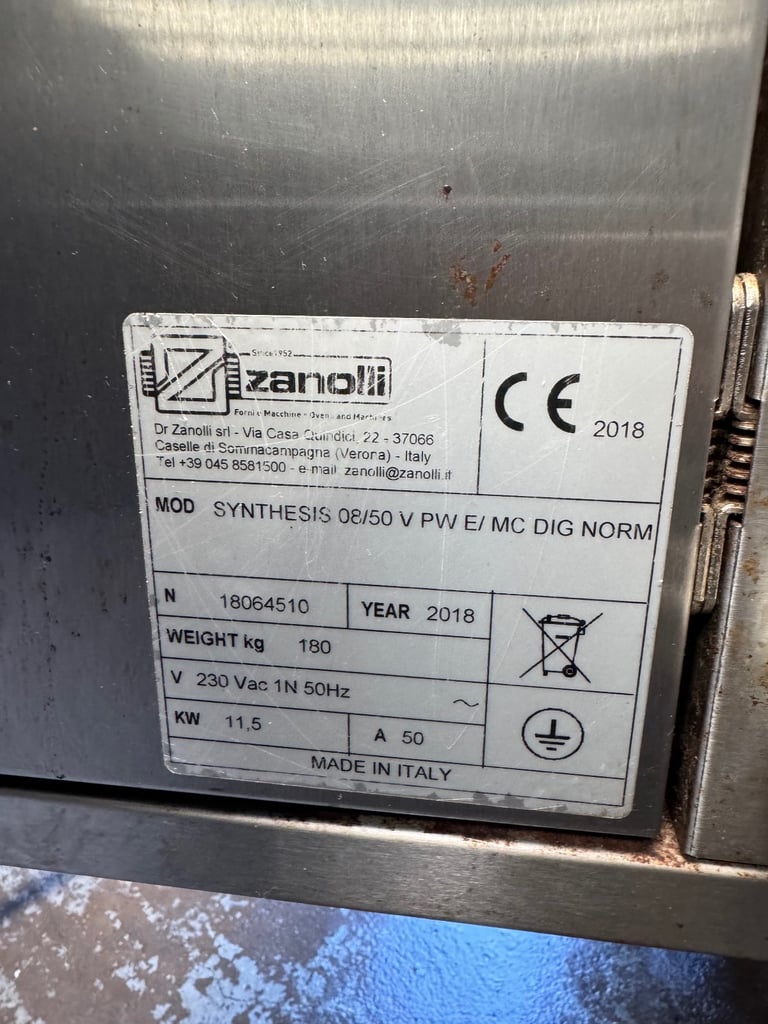 Since 1952
zanolli
Forni e Macchine - Ovens and Machines
Dr Zanolli srl - Via Casa Quindici, 22 - 37066
Caselle di Sommacampagna (Verona) - Italy
Tel +39 045 8581500 - e-mail zanolli@zanolli.it
CE 2018
MOD SYNTHESIS 08/50 V PW E/ MC DIG NORM
N 18064510 YEAR 2018
WEIGHT kg 180
V 230 Vac 1N 50Hz ~
KW 11,5 A 50
MADE IN ITALY